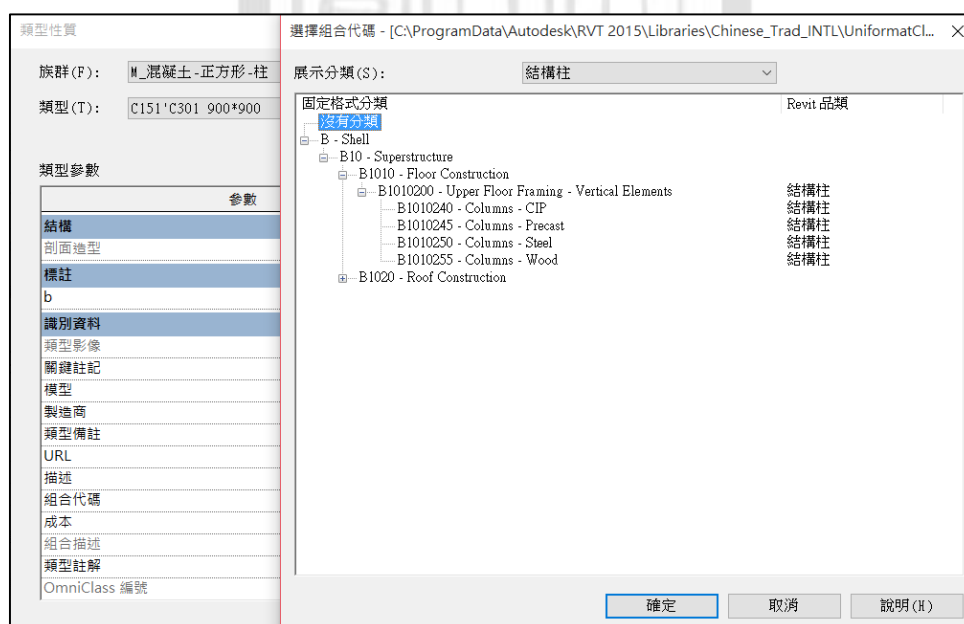 類型性質
族群(F):
M_混凝土-正方形-柱
類型(T):
C151'C301 900*900
類型參數
參數
結構
剖面造型
標註
b
識別資料
類型影像
關鍵註記
模型
製造商
類型備註
URL
描述
組合代碼
成本
組合描述
類型註解
OmniClass 編號
選擇組合代碼 - [C:\ProgramData\Autodesk\RVT 2015\Libraries\Chinese_Trad_INTL\UniformatCl...
展示分類(S):
結構柱
固定格式分類 Revit 品類
沒有分類
B - Shell
B10 - Superstructure
B1010 - Floor Construction
B1010200 - Upper Floor Framing - Vertical Elements 結構柱
B1010240 - Columns - CIP 結構柱
B1010245 - Columns - Precast 結構柱
B1010250 - Columns - Steel 結構柱
B1010255 - Columns - Wood 結構柱
B1020 - Roof Construction
確定
取消
說明(H)